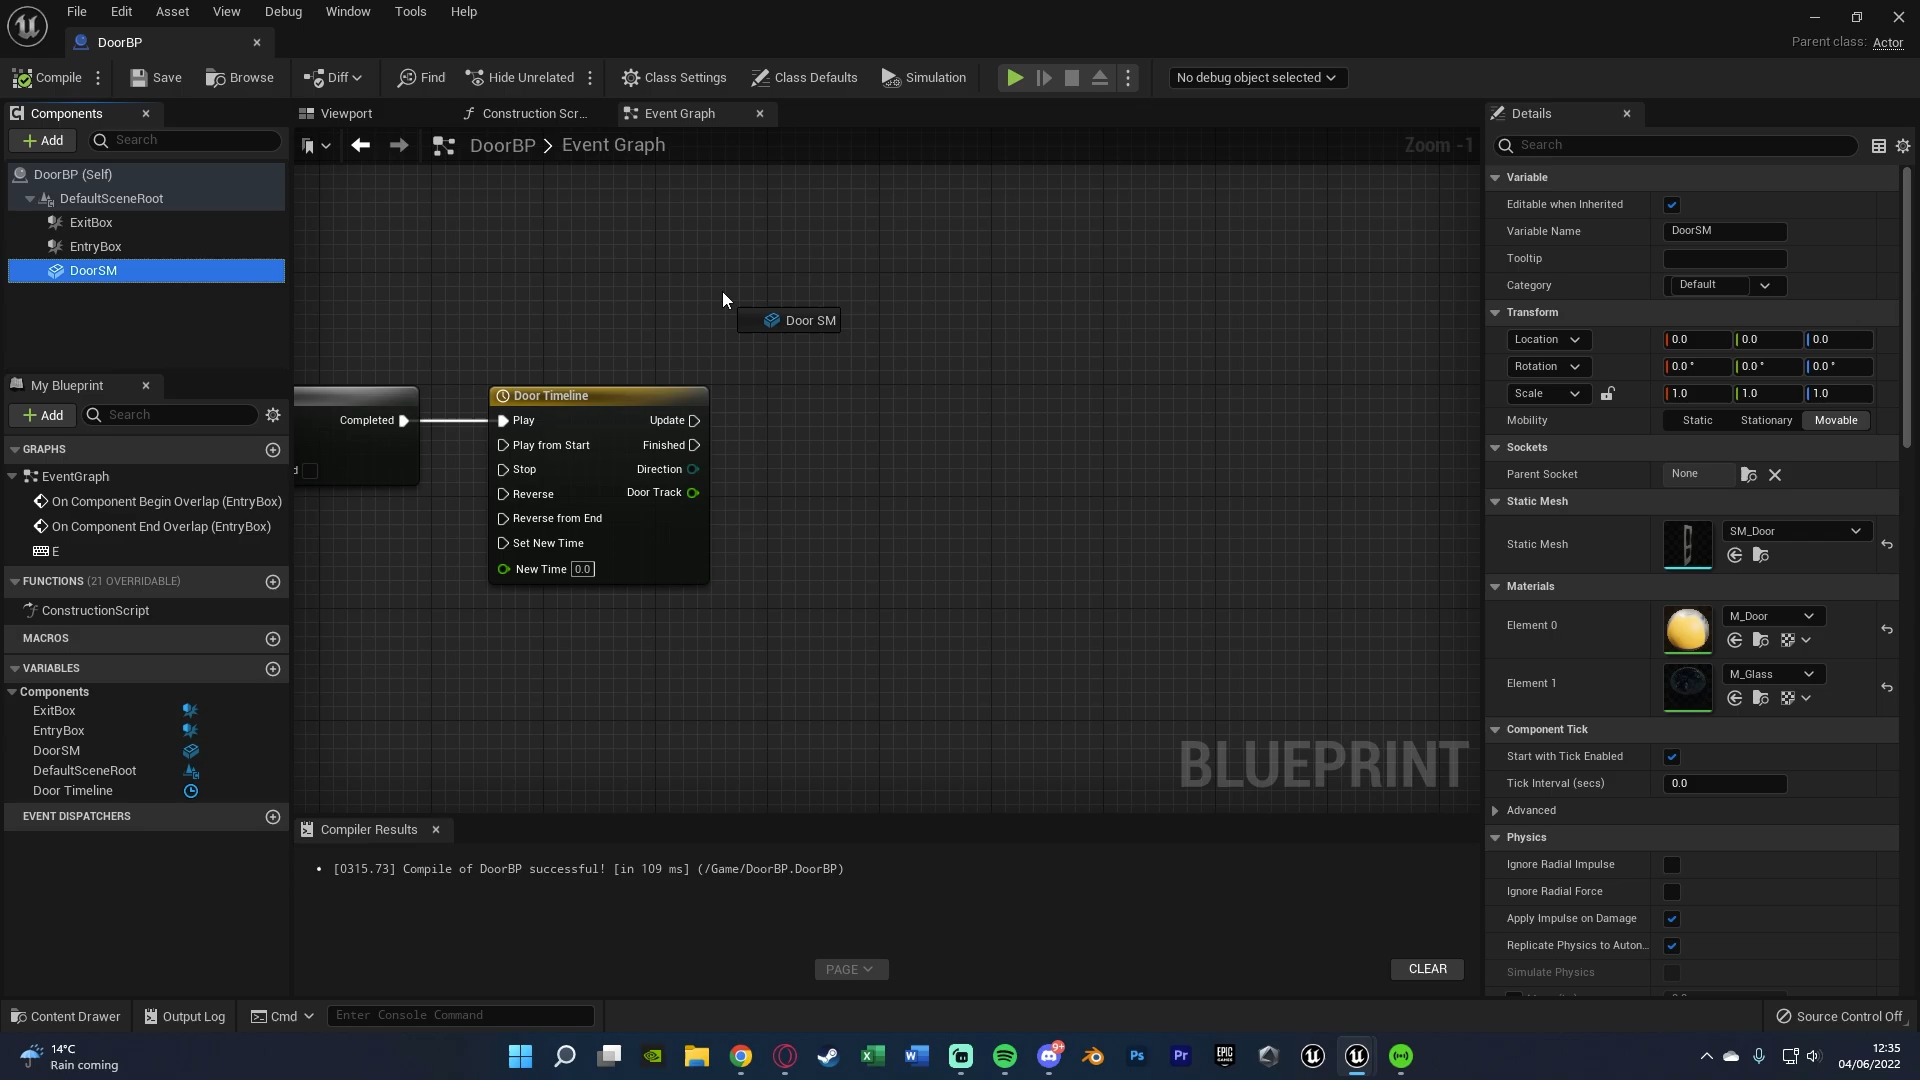 File Edit Asset View Debug Window Tools Help
DoorBP
Parent class: Actor
Compile Save Browse Diff Find Hide Unrelated Class Settings Class Defaults Simulation No debug object selected
Components Viewport Construction Scr... Event Graph Details
Add Search DoorBP > Event Graph Zoom -1 Search
DoorBP (Self)
DefaultSceneRoot
ExitBox
EntryBox
DoorSM
Door SM
Completed
Door Timeline
Play Update
Play from Start Finished
Stop Direction
Reverse Door Track
Reverse from End
Set New Time
New Time 0.0
BLUEPRINT
My Blueprint
Add Search
GRAPHS
EventGraph
On Component Begin Overlap (EntryBox)
On Component End Overlap (EntryBox)
E
FUNCTIONS (21 OVERRIDABLE)
ConstructionScript
MACROS
VARIABLES
Components
ExitBox
EntryBox
DoorSM
DefaultSceneRoot
Door Timeline
EVENT DISPATCHERS
Compiler Results
• [0315.73] Compile of DoorBP successful! [in 109 ms] (/Game/DoorBP.DoorBP)
PAGE CLEAR
Variable
Editable when Inherited
Variable Name DoorSM
Tooltip
Category Default
Transform
Location 0.0 0.0 0.0
Rotation 0.0 ° 0.0 ° 0.0 °
Scale 1.0 1.0 1.0
Mobility Static Stationary Movable
Sockets
Parent Socket None
Static Mesh
Static Mesh SM_Door
Materials
Element 0 M_Door
Element 1 M_Glass
Component Tick
Start with Tick Enabled
Tick Interval (secs) 0.0
Advanced
Physics
Ignore Radial Impulse
Ignore Radial Force
Apply Impulse on Damage
Replicate Physics to Auton...
Simulate Physics
Content Drawer Output Log Cmd Enter Console Command Source Control Off
14°C
Rain coming
9+
Ps Pr EPIC GAMES
12:35
04/06/2022